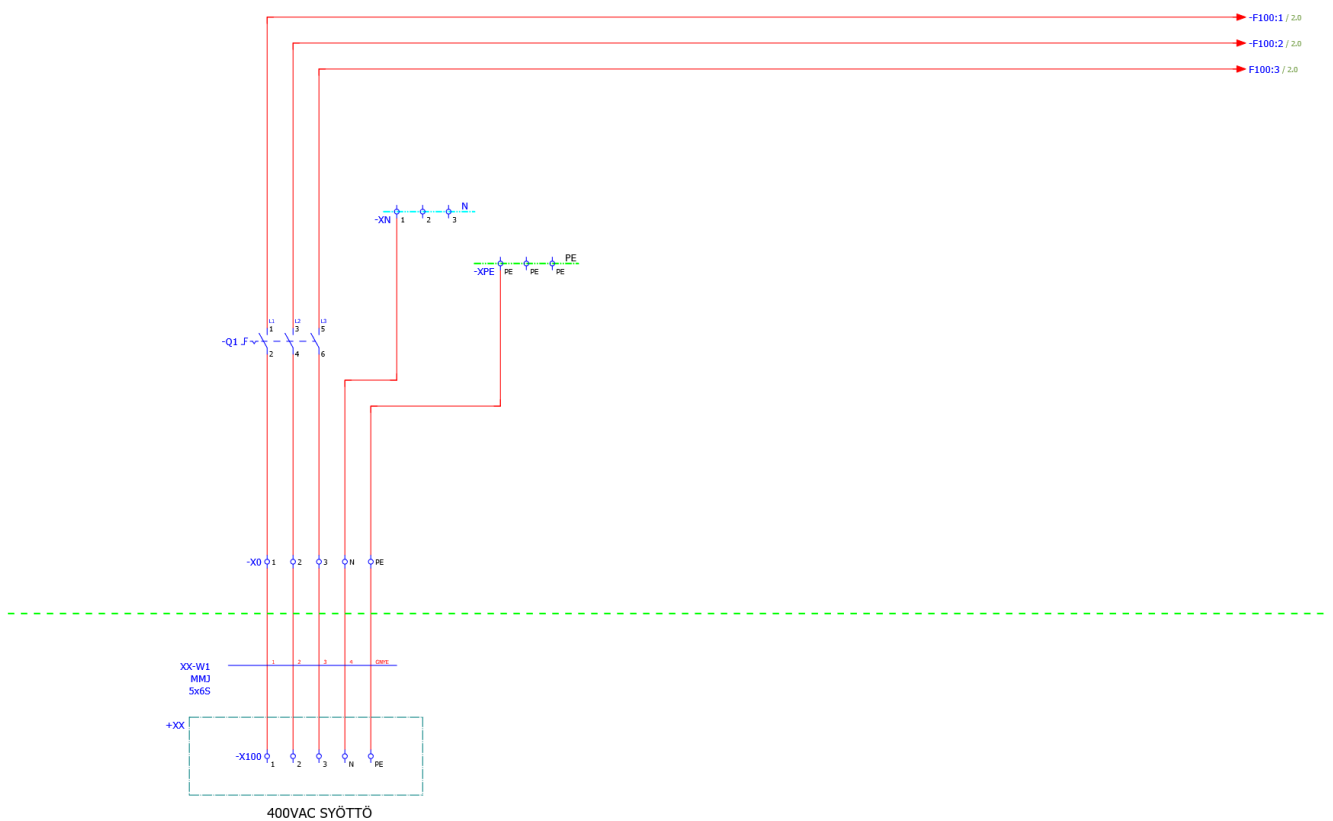 -F100:1 / 2.0
-F100:2 / 2.0
F100:3 / 2.0
N
-XN 1 2 3
PE
-XPE PE PE PE
L1 L2 L3
1 3 5
-Q1
2 4 6
-X0 1 2 3 N PE
1 2 3 4 GNYE
XX-W1
MMJ
5x6S
+XX
-X100
1 2 3 N PE
400VAC SYÖTTÖ